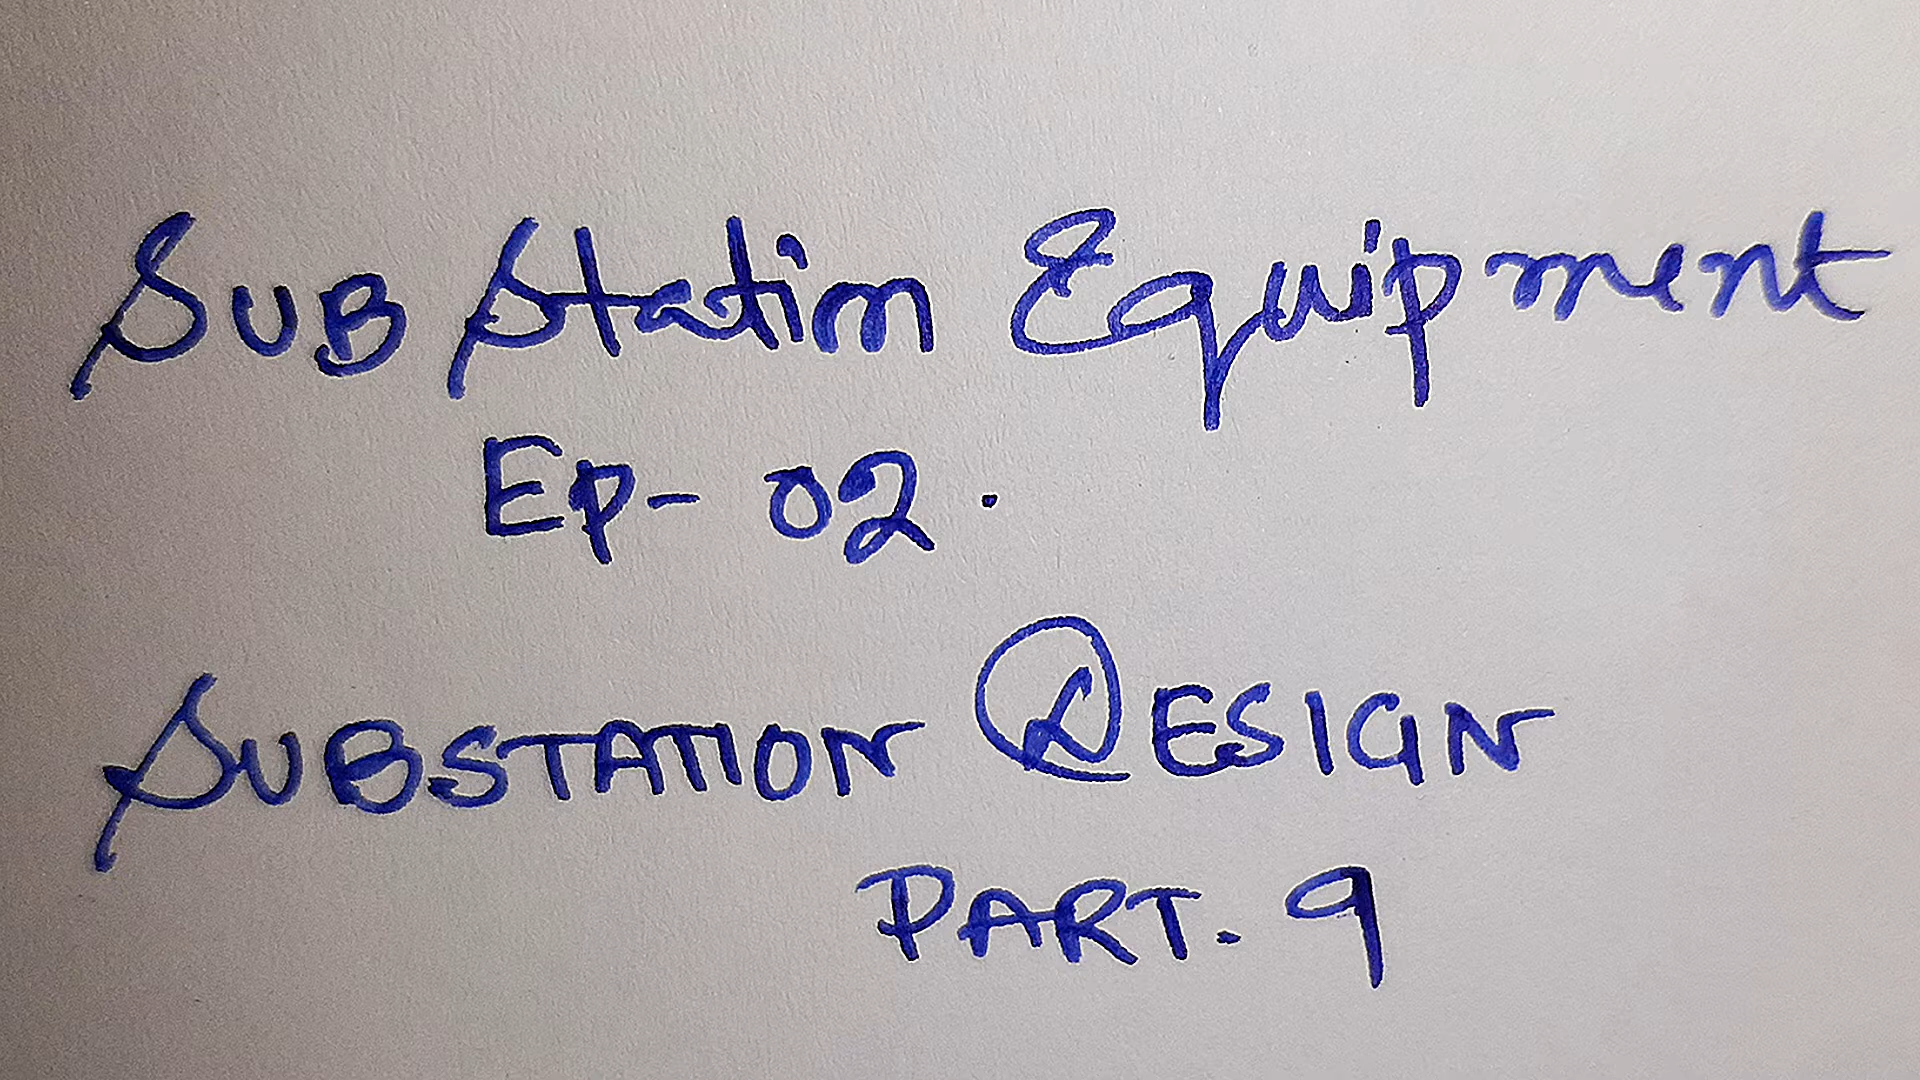 SUB Station Equipment
Ep- 02.
SUBSTATION DESIGN
PART. 9